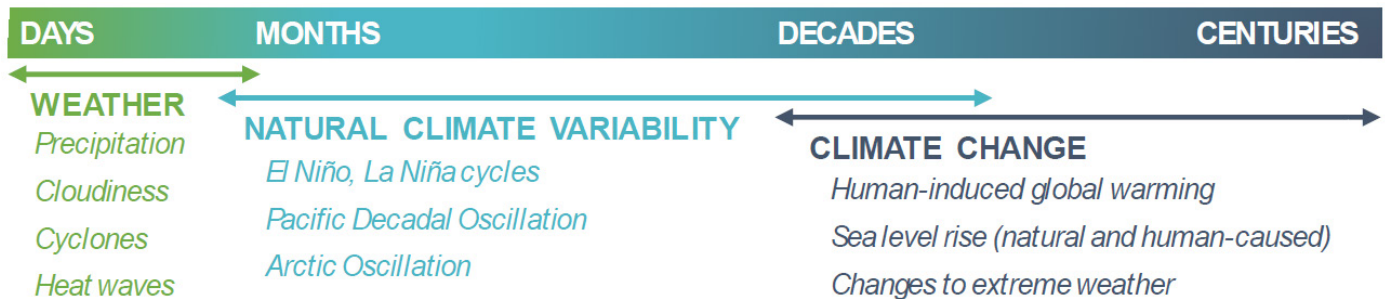 DAYS MONTHS DECADES CENTURIES
WEATHER
Precipitation
Cloudiness
Cyclones
Heat waves
NATURAL CLIMATE VARIABILITY
El Niño, La Niña cycles
Pacific Decadal Oscillation
Arctic Oscillation
CLIMATE CHANGE
Human-induced global warming
Sea level rise (natural and human-caused)
Changes to extreme weather